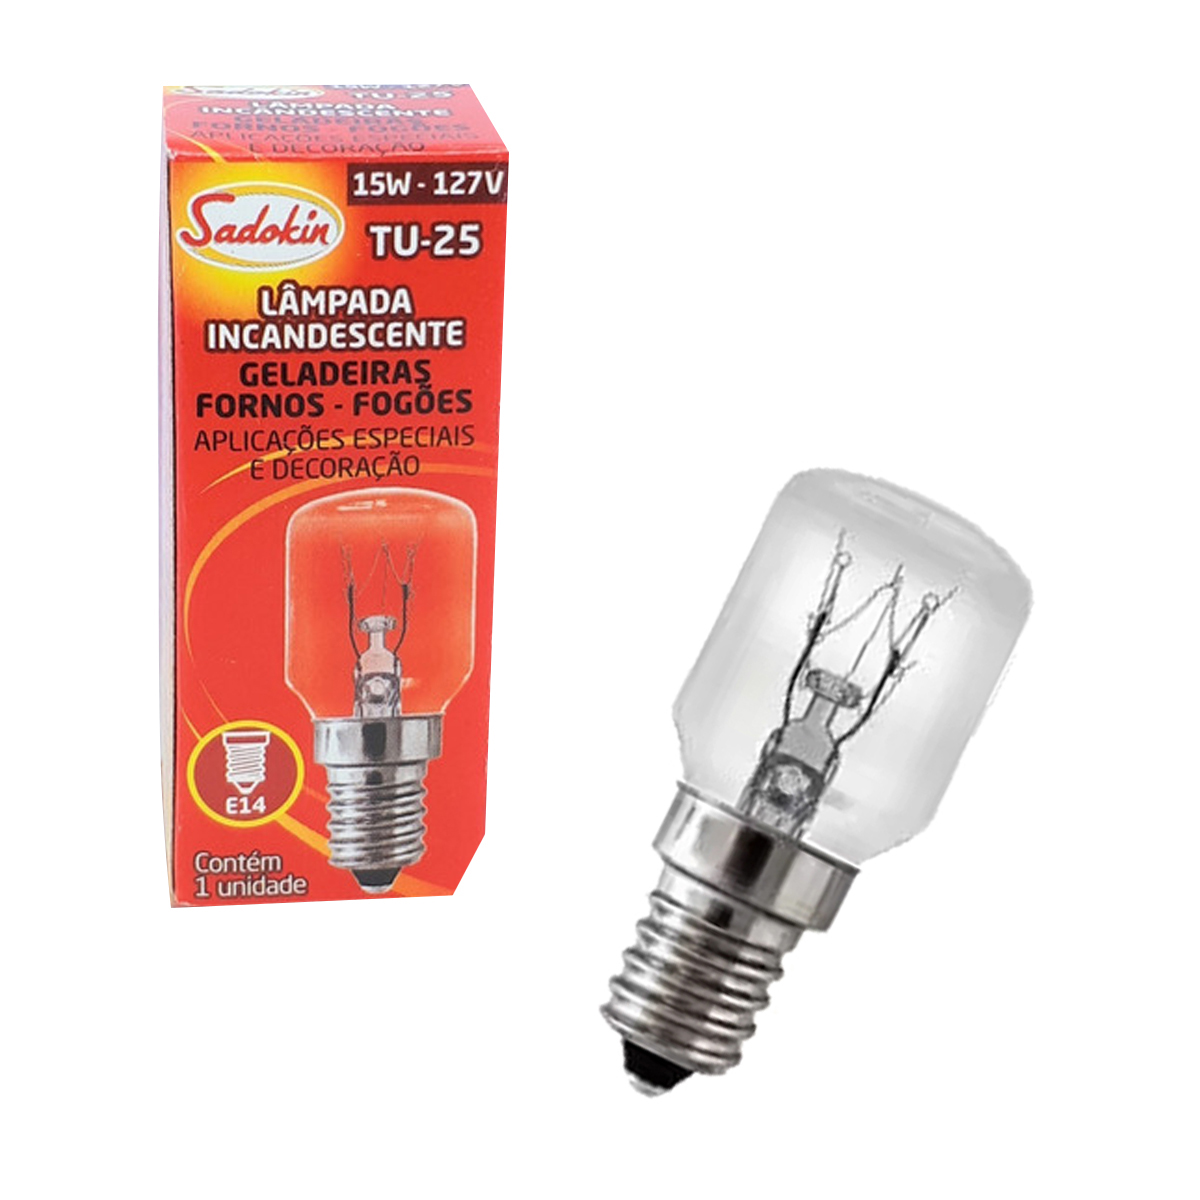 Sadokin
TU-25
LÂMPADA
INCANDESCENTE
GELADEIRAS
FORNOS - FOGÕES
APLICAÇÕES ESPECIAIS
E DECORAÇÃO
15W - 127V
Sadokin
TU-25
LÂMPADA
INCANDESCENTE
GELADEIRAS
FORNOS - FOGÕES
APLICAÇÕES ESPECIAIS
E DECORAÇÃO
E14
Contém
1 unidade